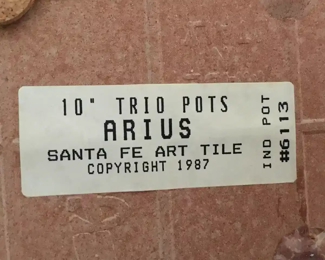 10" TRIO POTS
ARIUS
SANTA FE ART TILE
COPYRIGHT 1987
IND POT
#6113